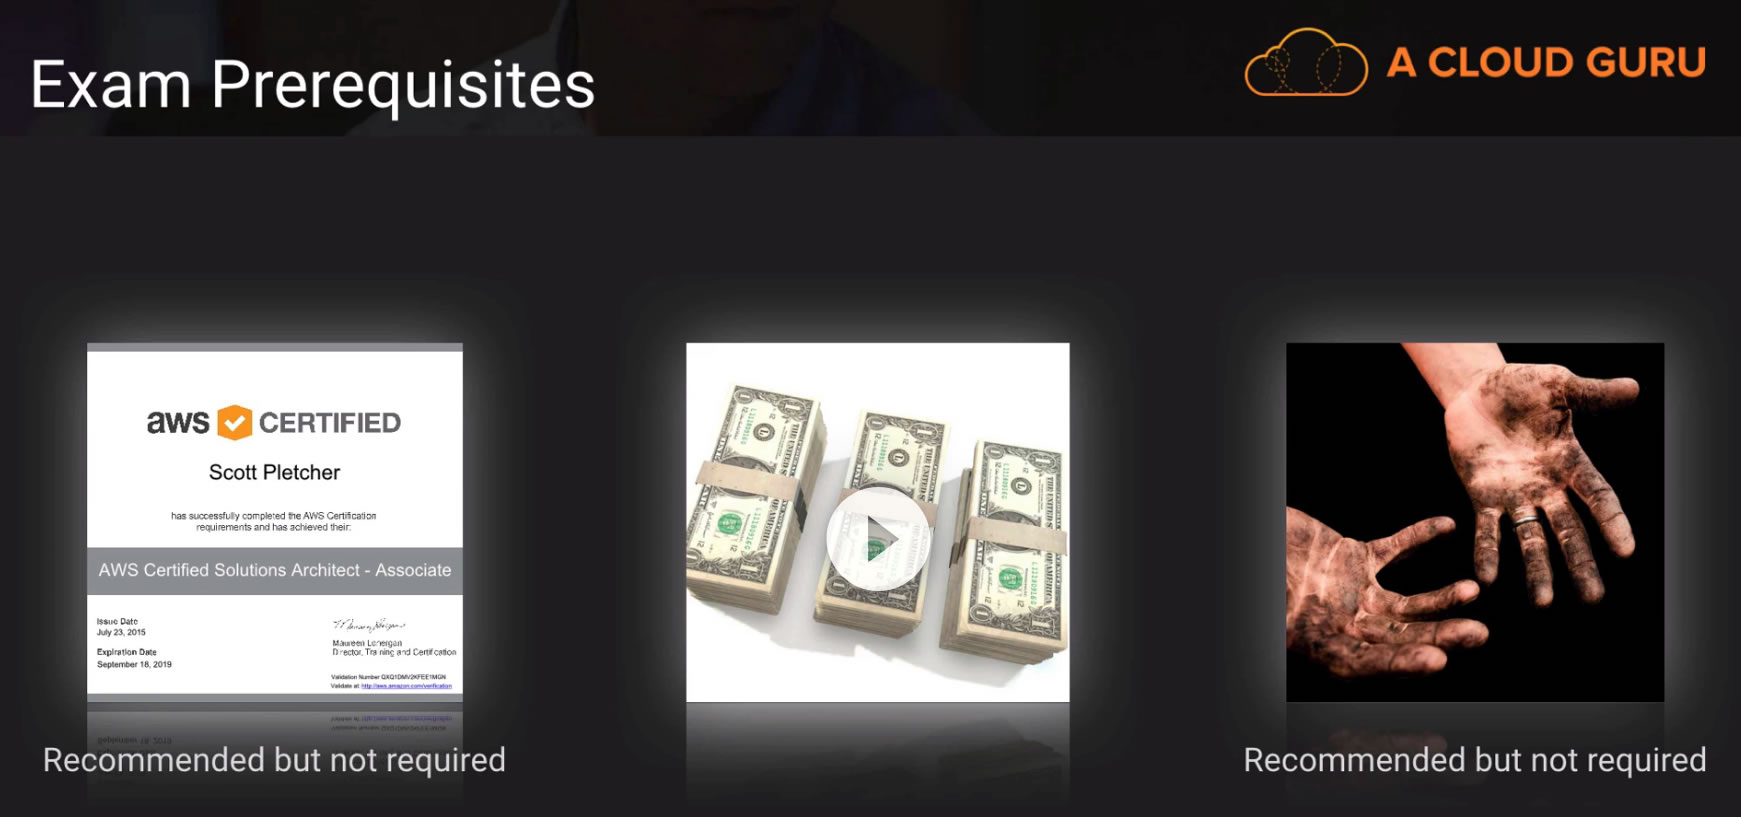 Exam Prerequisites
A CLOUD GURU
aws CERTIFIED
Scott Pletcher
has successfully completed the AWS Certification
requirements and has achieved their:
AWS Certified Solutions Architect - Associate
Issue Date
July 23, 2015
Expiration Date
September 18, 2019
Maureen Lonergan
Director, Training and Certification
Validation Number QXQ1DMV2KFEE1MGN
Validate at: http://aws.amazon.com/verification
Recommended but not required
Recommended but not required